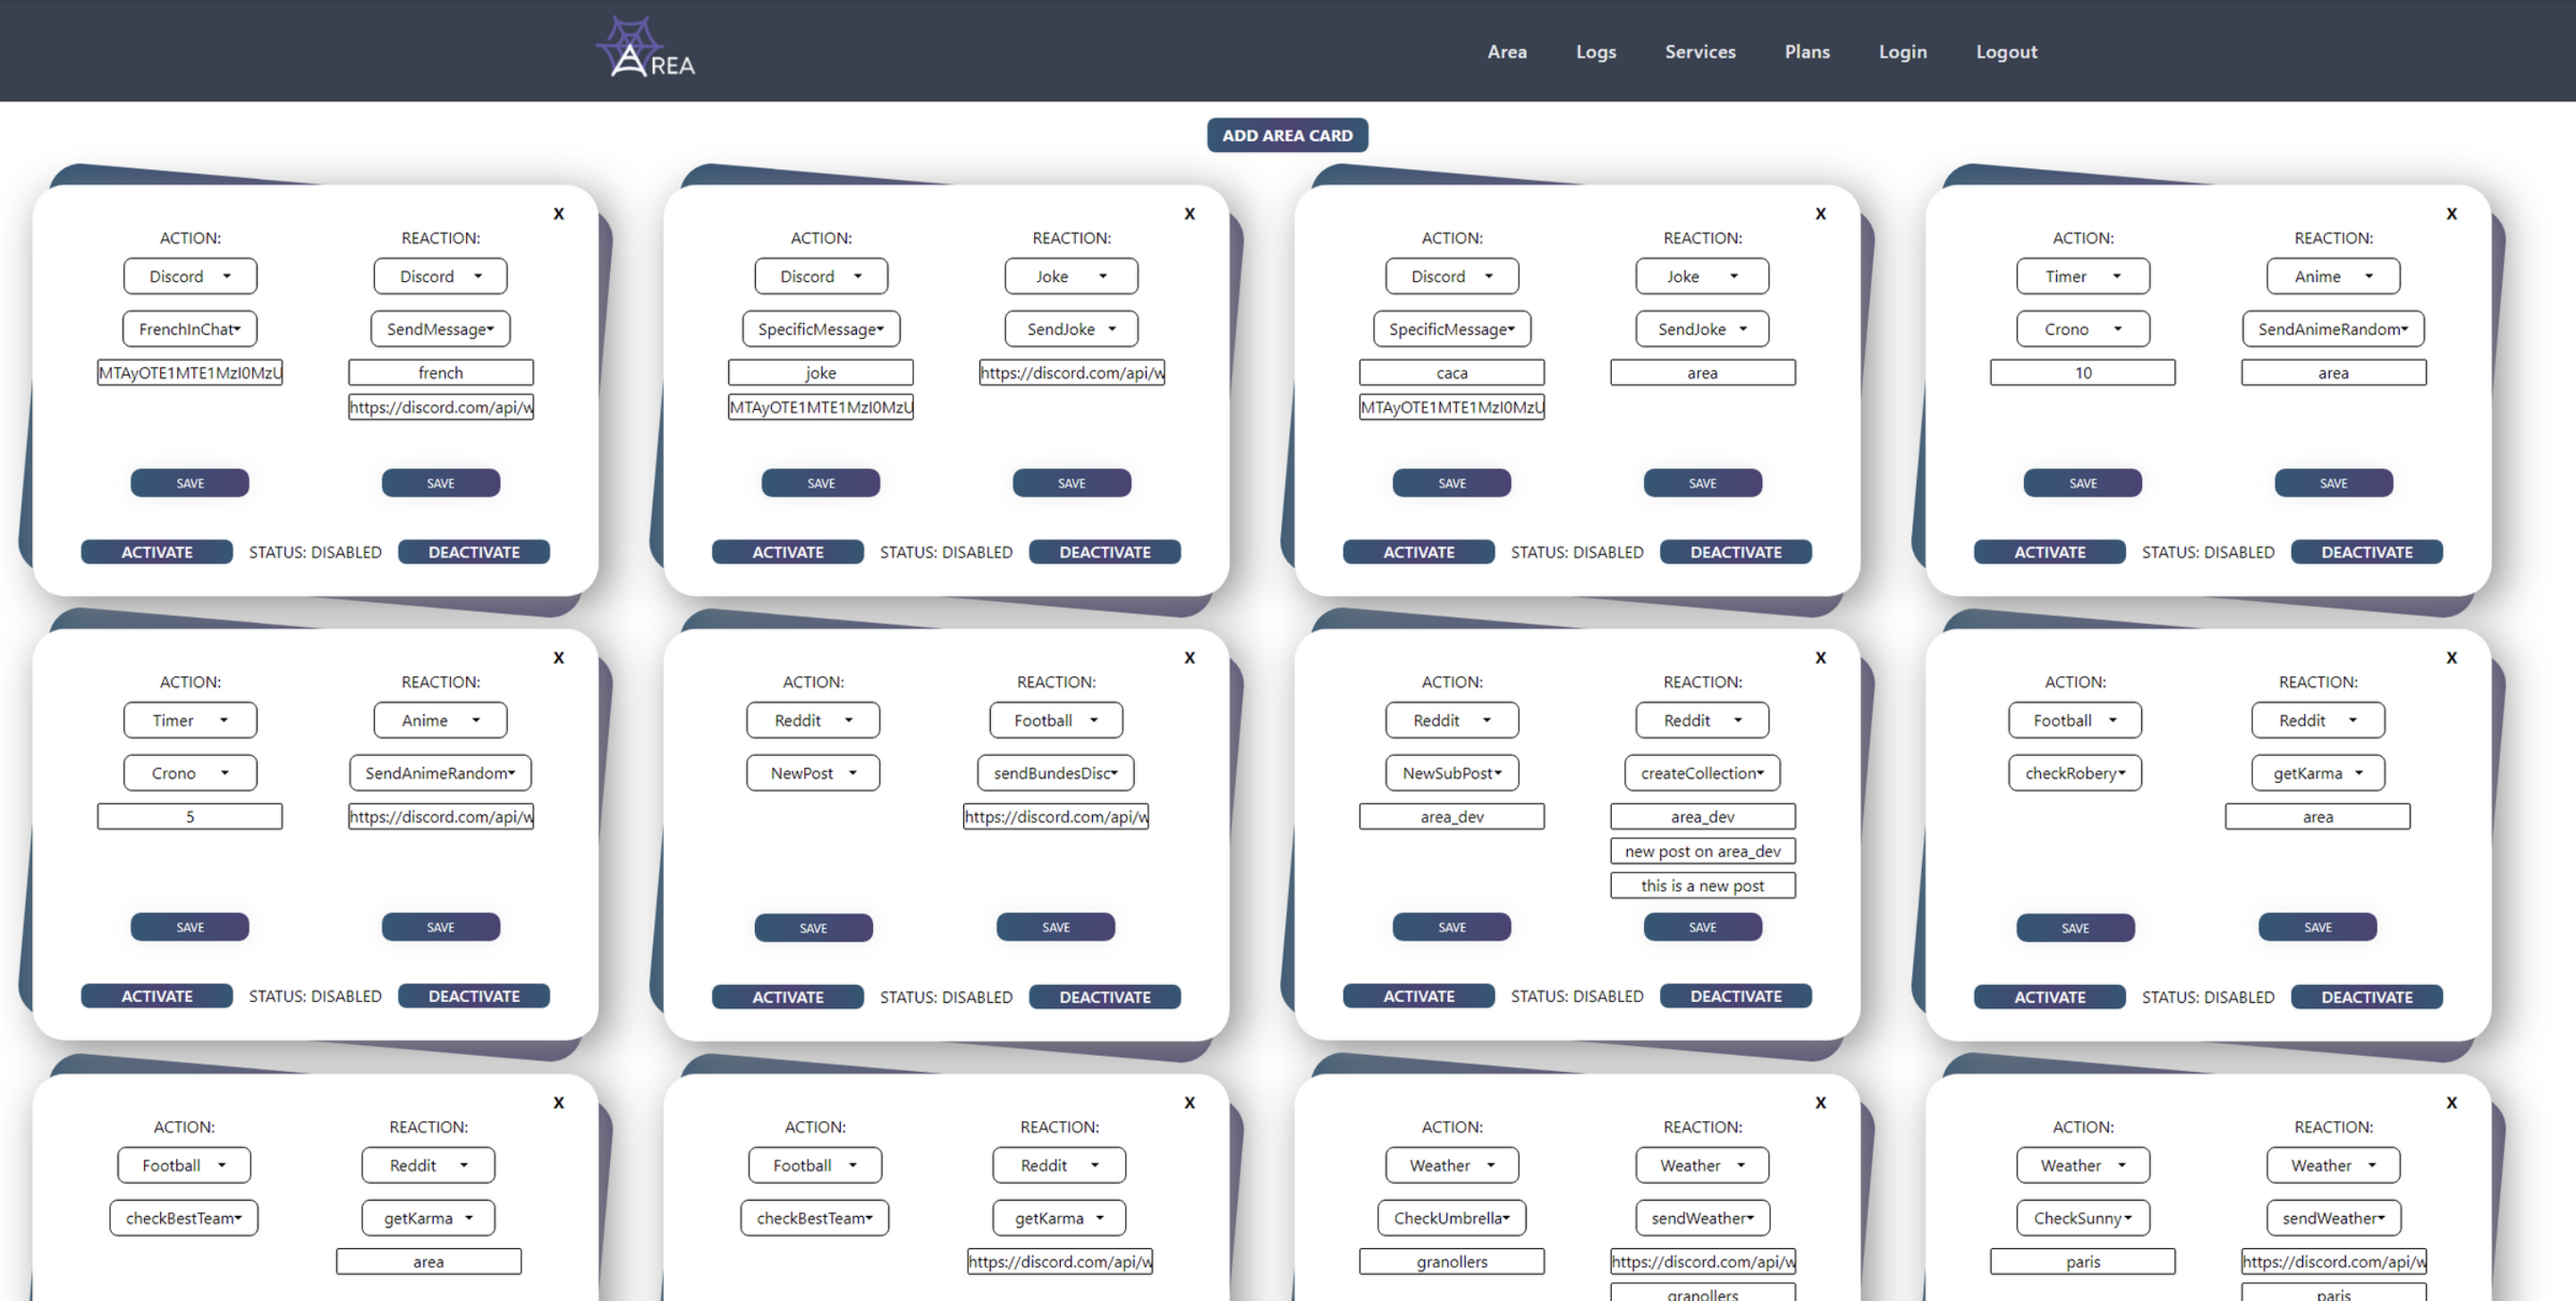 AREA
Area Logs Services Plans Login Logout
ADD AREA CARD
X
ACTION: REACTION:
Discord Discord
FrenchInChat SendMessage
MTAyOTE1MTE1MzI0MzU french
https://discord.com/api/w
SAVE SAVE
ACTIVATE STATUS: DISABLED DEACTIVATE
X
ACTION: REACTION:
Discord Joke
SpecificMessage SendJoke
joke https://discord.com/api/w
MTAyOTE1MTE1MzI0MzU
SAVE SAVE
ACTIVATE STATUS: DISABLED DEACTIVATE
X
ACTION: REACTION:
Discord Joke
SpecificMessage SendJoke
caca area
MTAyOTE1MTE1MzI0MzU
SAVE SAVE
ACTIVATE STATUS: DISABLED DEACTIVATE
X
ACTION: REACTION:
Timer Anime
Crono SendAnimeRandom
10 area
SAVE SAVE
ACTIVATE STATUS: DISABLED DEACTIVATE
X
ACTION: REACTION:
Timer Anime
Crono SendAnimeRandom
5 https://discord.com/api/w
SAVE SAVE
ACTIVATE STATUS: DISABLED DEACTIVATE
X
ACTION: REACTION:
Reddit Football
NewPost sendBundesDisc
https://discord.com/api/w
SAVE SAVE
ACTIVATE STATUS: DISABLED DEACTIVATE
X
ACTION: REACTION:
Reddit Reddit
NewSubPost createCollection
area_dev area_dev
new post on area_dev
this is a new post
SAVE SAVE
ACTIVATE STATUS: DISABLED DEACTIVATE
X
ACTION: REACTION:
Football Reddit
checkRobery getKarma
area
SAVE SAVE
ACTIVATE STATUS: DISABLED DEACTIVATE
X
ACTION: REACTION:
Football Reddit
checkBestTeam getKarma
area
X
ACTION: REACTION:
Football Reddit
checkBestTeam getKarma
https://discord.com/api/w
X
ACTION: REACTION:
Weather Weather
CheckUmbrella sendWeather
granollers https://discord.com/api/w
granollers
X
ACTION: REACTION:
Weather Weather
CheckSunny sendWeather
paris https://discord.com/api/w
paris